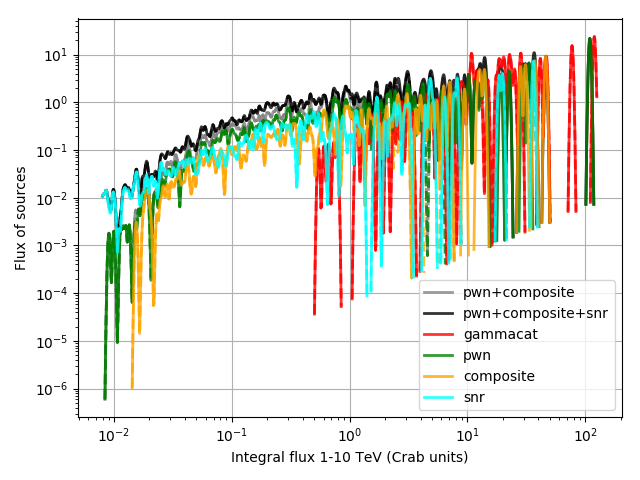 10¹
10⁰
10⁻¹
10⁻²
10⁻³
10⁻⁴
10⁻⁵
10⁻⁶
Flux of sources
pwn+composite
pwn+composite+snr
gammacat
pwn
composite
snr
10⁻² 10⁻¹ 10⁰ 10¹ 10²
Integral flux 1-10 TeV (Crab units)